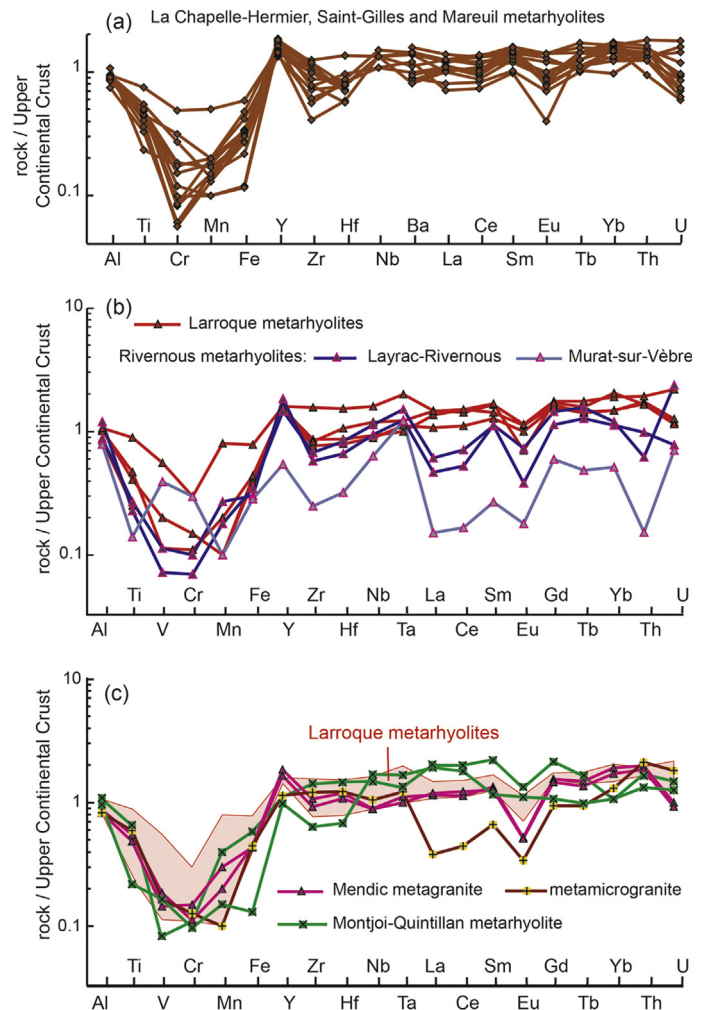 (a) La Chapelle-Hermier, Saint-Gilles and Mareuil metarhyolites
rock / Upper
Continental Crust
1
0.1
Ti Cr Mn Y Hf Ba Ce Eu Yb U
Al Cr Fe Zr Nb La Sm Tb Th
(b)
rock / Upper Continental Crust
10
1
0.1
Larroque metarhyolites
Rivernous metarhyolites: Layrac-Rivernous Murat-sur-Vèbre
Ti Cr Fe Zr Nb La Sm Gd Yb U
Al V Mn Y Hf Ta Ce Eu Tb Th
(c)
rock / Upper Continental Crust
10
1
0.1
Larroque metarhyolites
Mendic metagranite metamicrogranite
Montjoi-Quintillan metarhyolite
Ti Cr Fe Zr Nb La Sm Gd Yb U
Al V Mn Y Hf Ta Ce Eu Tb Th